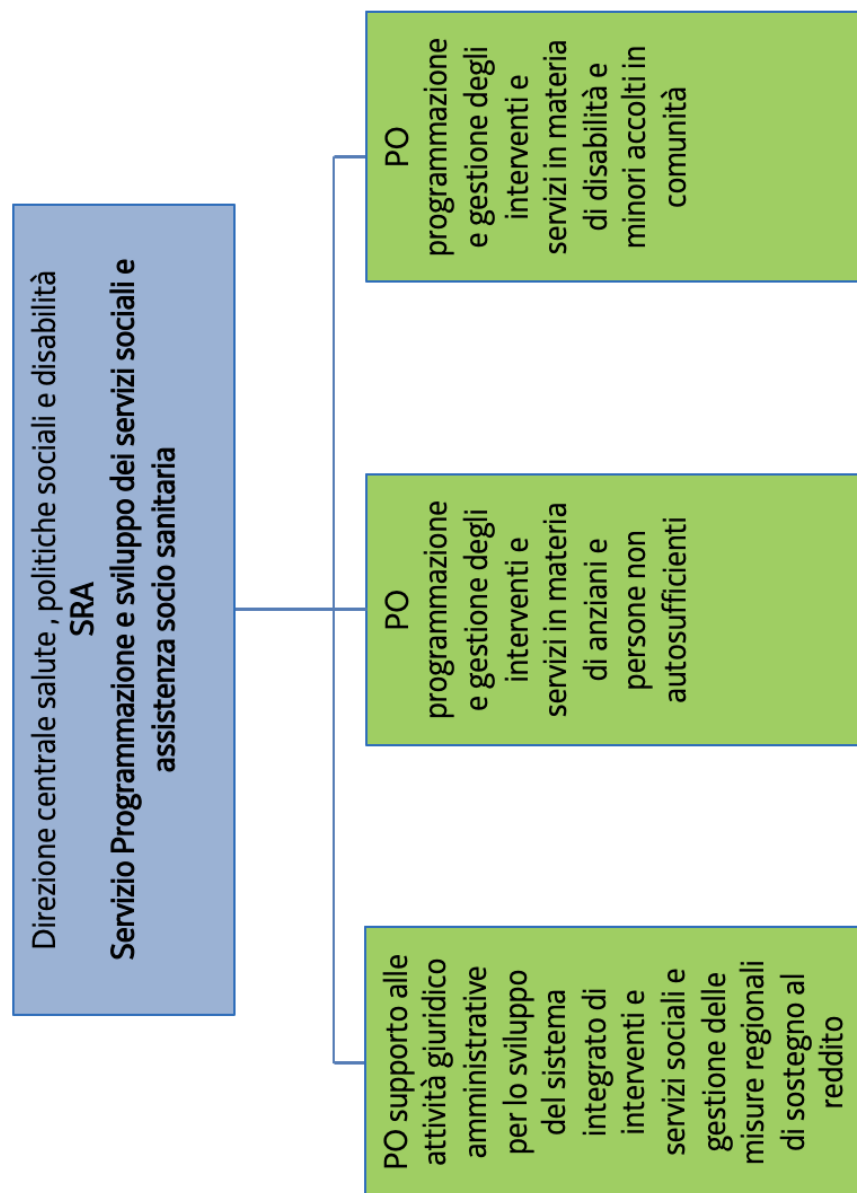 Direzione centrale salute , politiche sociali e disabilità
SRA
Servizio Programmazione e sviluppo dei servizi sociali e
assistenza socio sanitaria
PO supporto alle
attività giuridico
amministrative
per lo sviluppo
del sistema
integrato di
interventi e
servizi sociali e
gestione delle
misure regionali
di sostegno al
reddito
PO
programmazione
e gestione degli
interventi e
servizi in materia
di anziani e
persone non
autosufficienti
PO
programmazione
e gestione degli
interventi e
servizi in materia
di disabilità e
minori accolti in
comunità